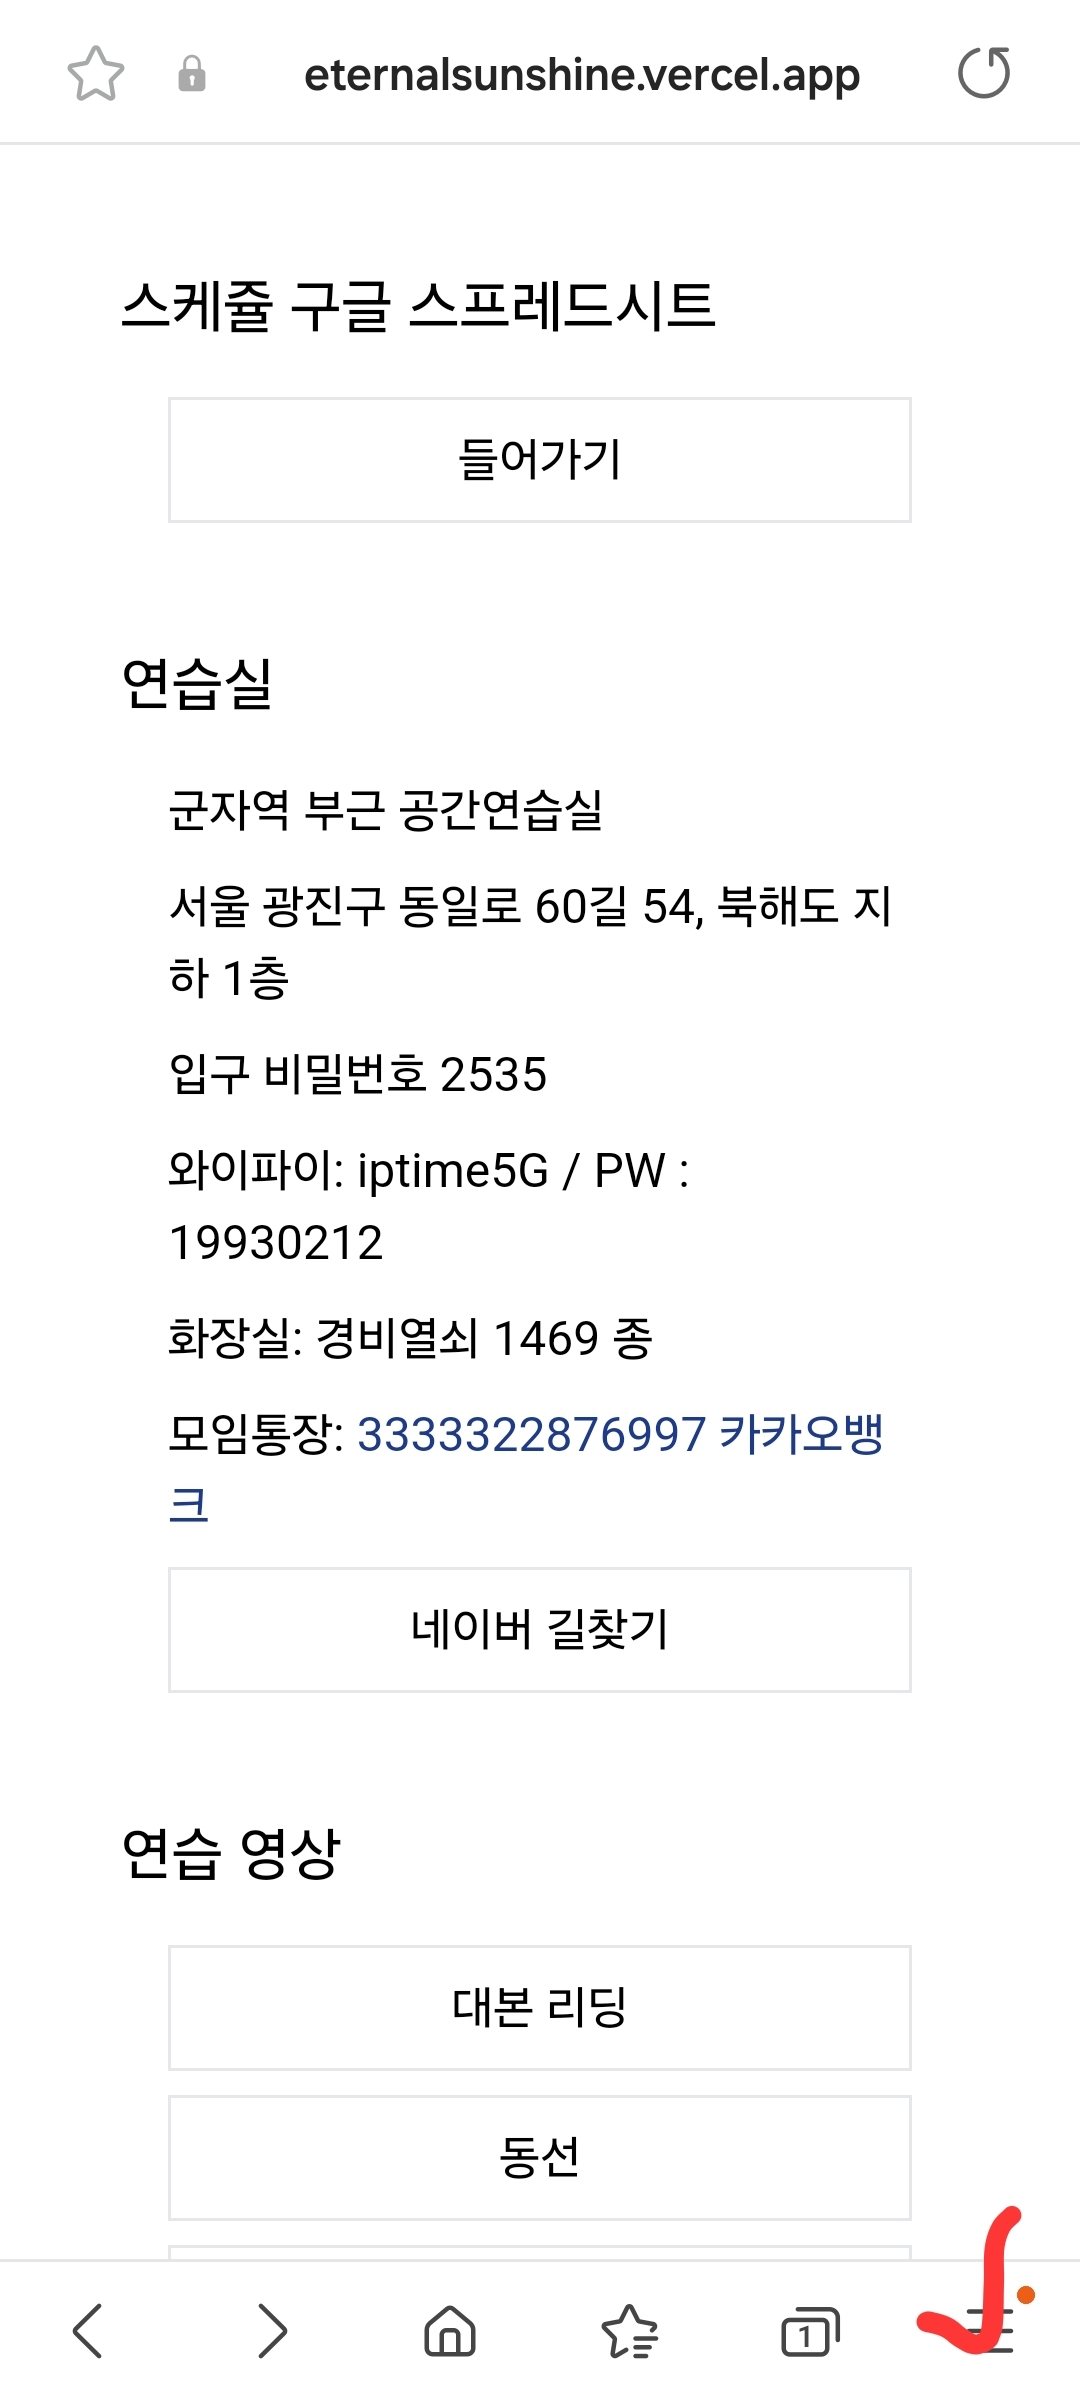 eternalsunshine.vercel.app
스케쥴 구글 스프레드시트
들어가기
연습실
군자역 부근 공간연습실
서울 광진구 동일로 60길 54, 북해도 지
하 1층
입구 비밀번호 2535
와이파이: iptime5G / PW :
19930212
화장실: 경비열쇠 1469 종
모임통장: 3333322876997 카카오뱅
크
네이버 길찾기
연습 영상
대본 리딩
동선
1